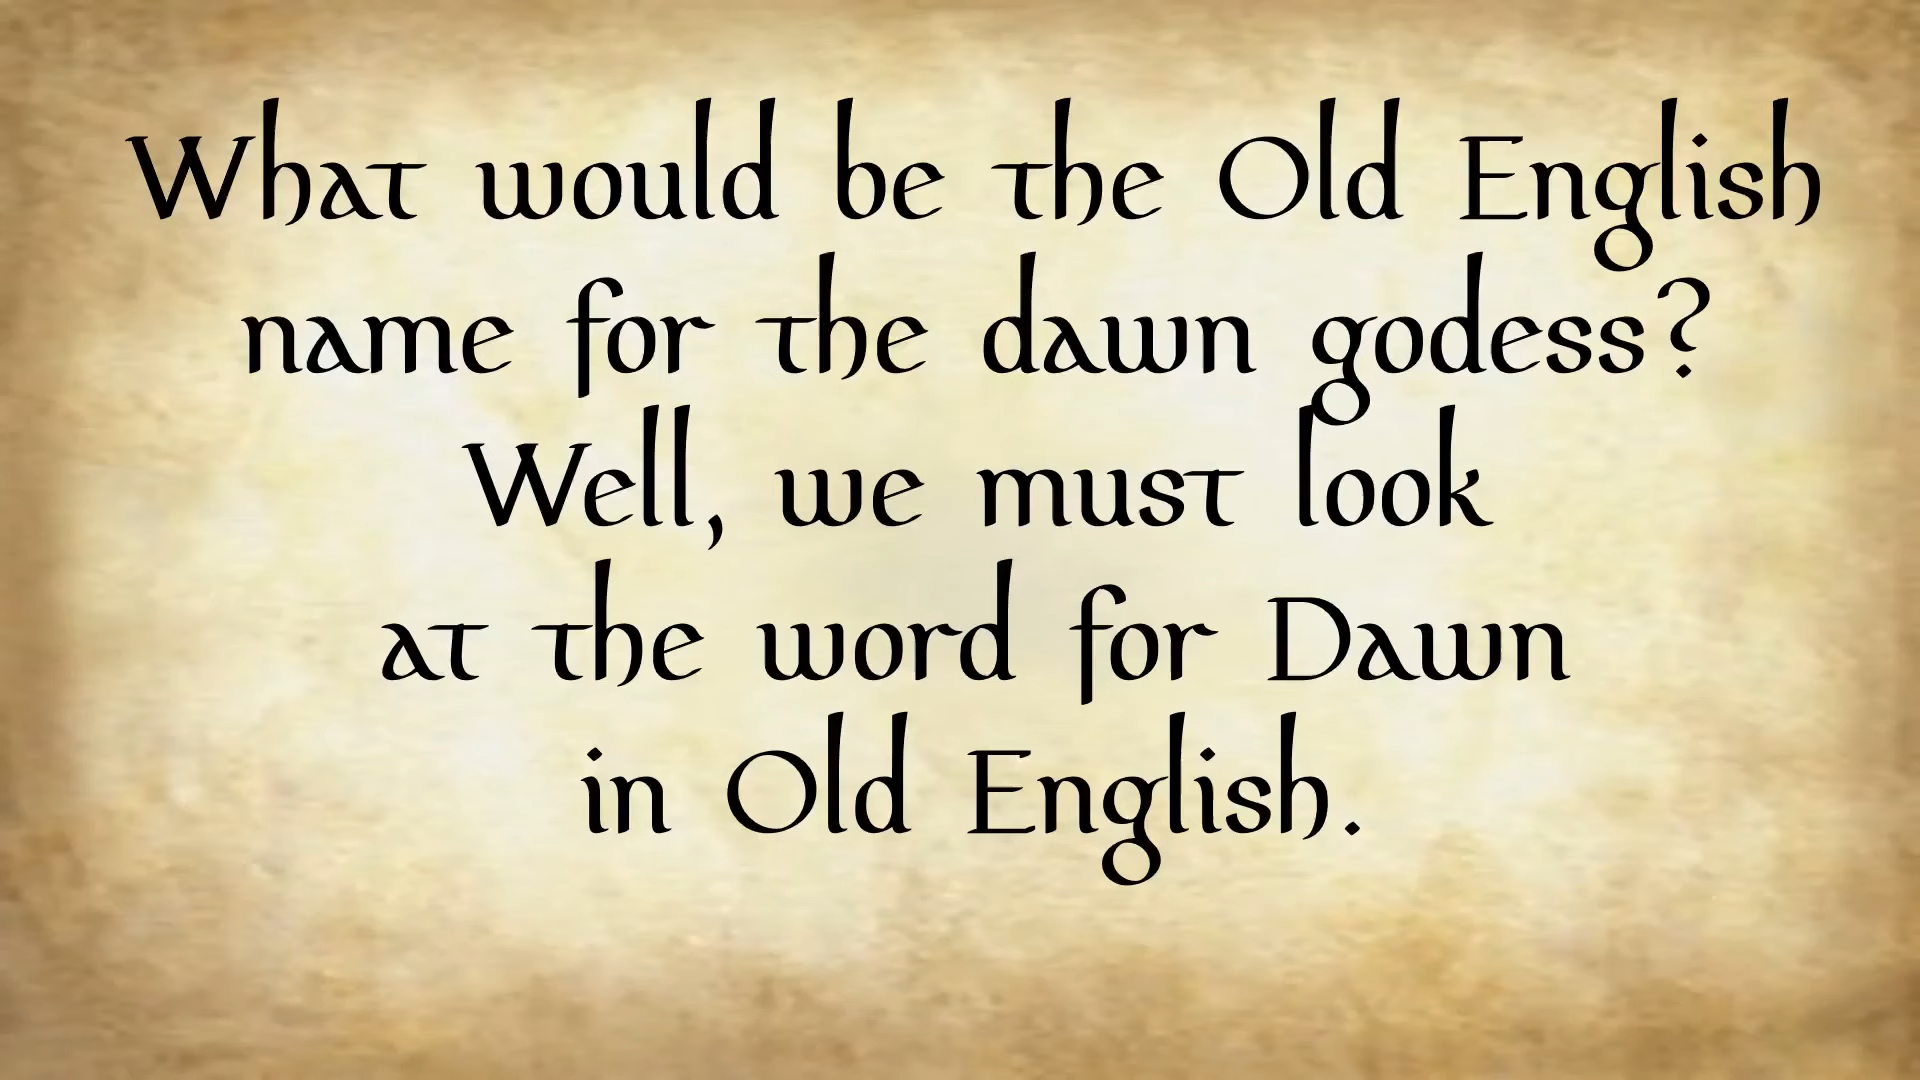 What would be the Old English
name for the dawn godess?
Well, we must look
at the word for Dawn
in Old English.